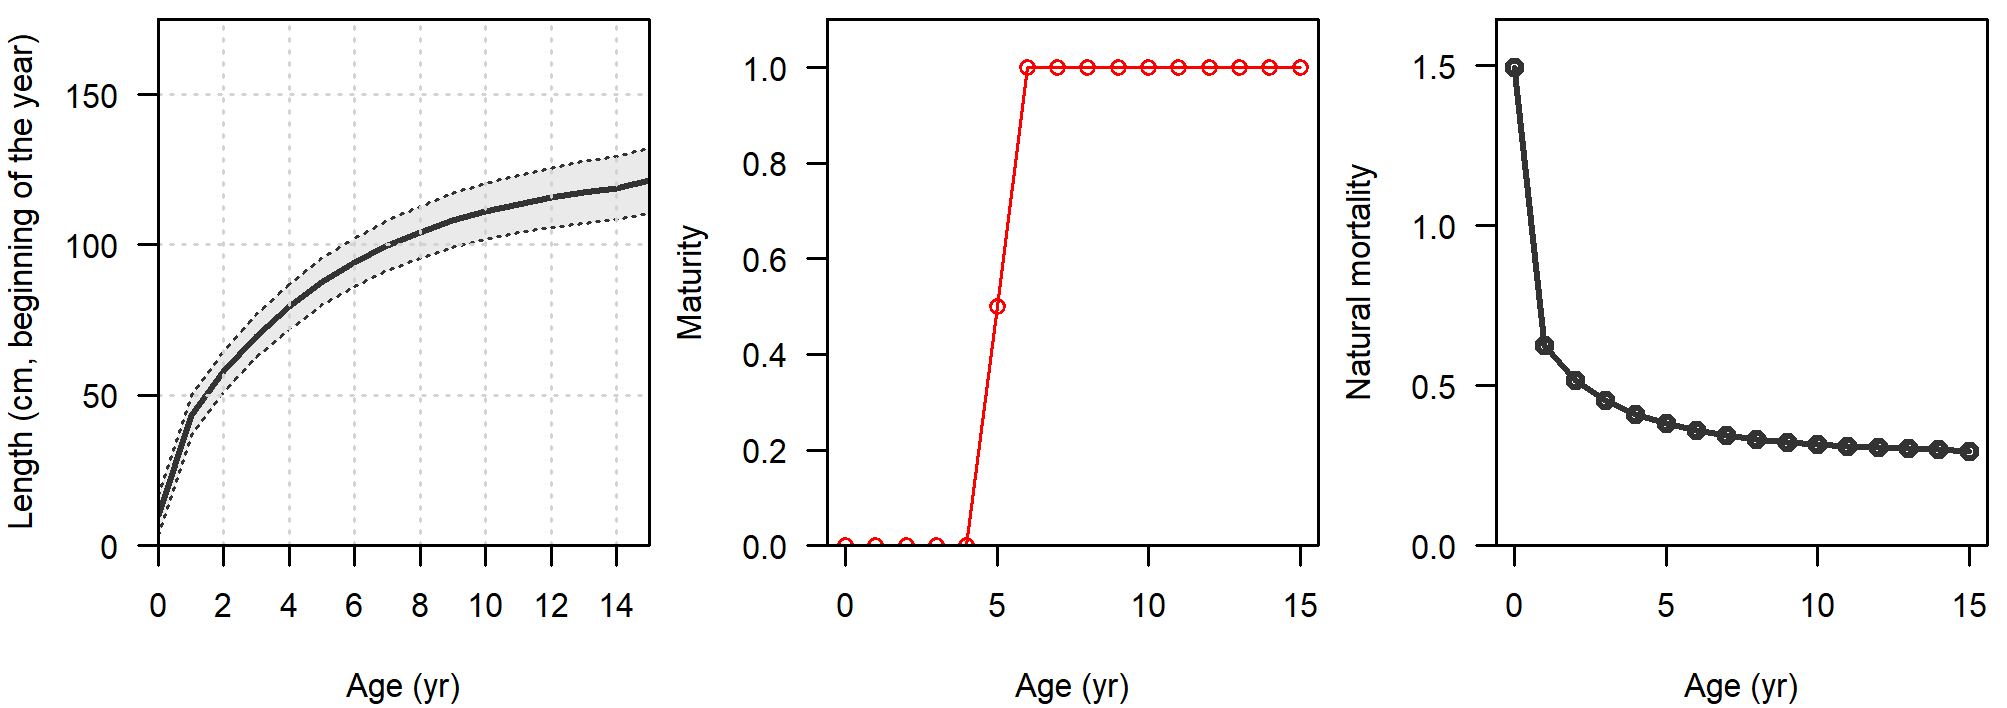 Length (cm, beginning of the year)
150
100
50
0
0 2 4 6 8 10 12 14
Age (yr)
Maturity
1.0
0.8
0.6
0.4
0.2
0.0
0 5 10 15
Age (yr)
Natural mortality
1.5
1.0
0.5
0.0
0 5 10 15
Age (yr)